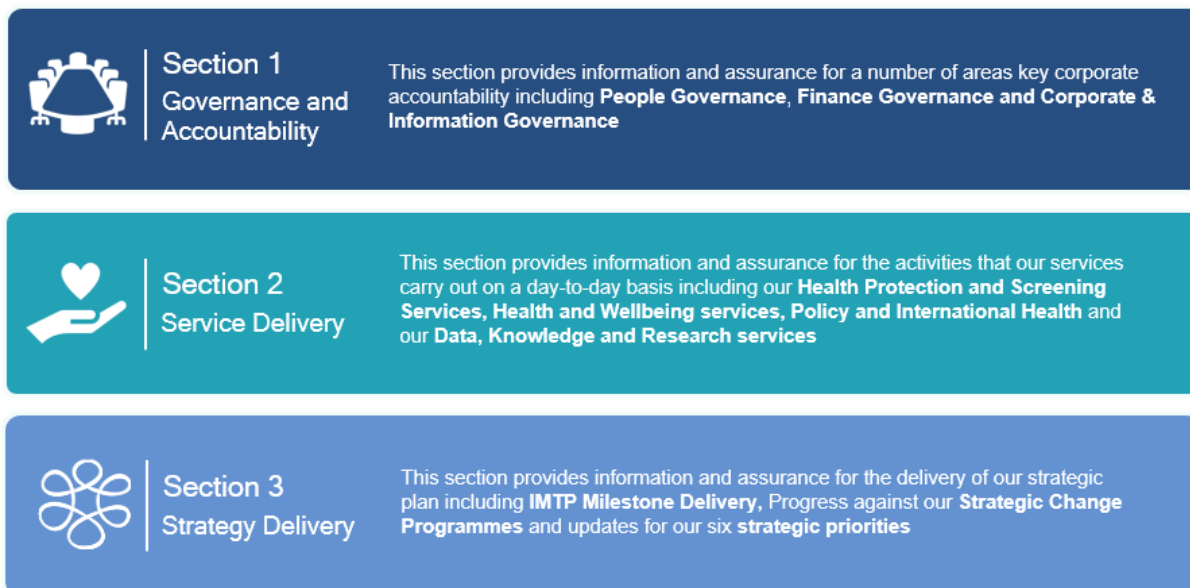 Section 1
Governance and
Accountability
This section provides information and assurance for a number of areas key corporate
accountability including People Governance, Finance Governance and Corporate &
Information Governance
Section 2
Service Delivery
This section provides information and assurance for the activities that our services
carry out on a day-to-day basis including our Health Protection and Screening
Services, Health and Wellbeing services, Policy and International Health and
our Data, Knowledge and Research services
Section 3
Strategy Delivery
This section provides information and assurance for the delivery of our strategic
plan including IMTP Milestone Delivery, Progress against our Strategic Change
Programmes and updates for our six strategic priorities